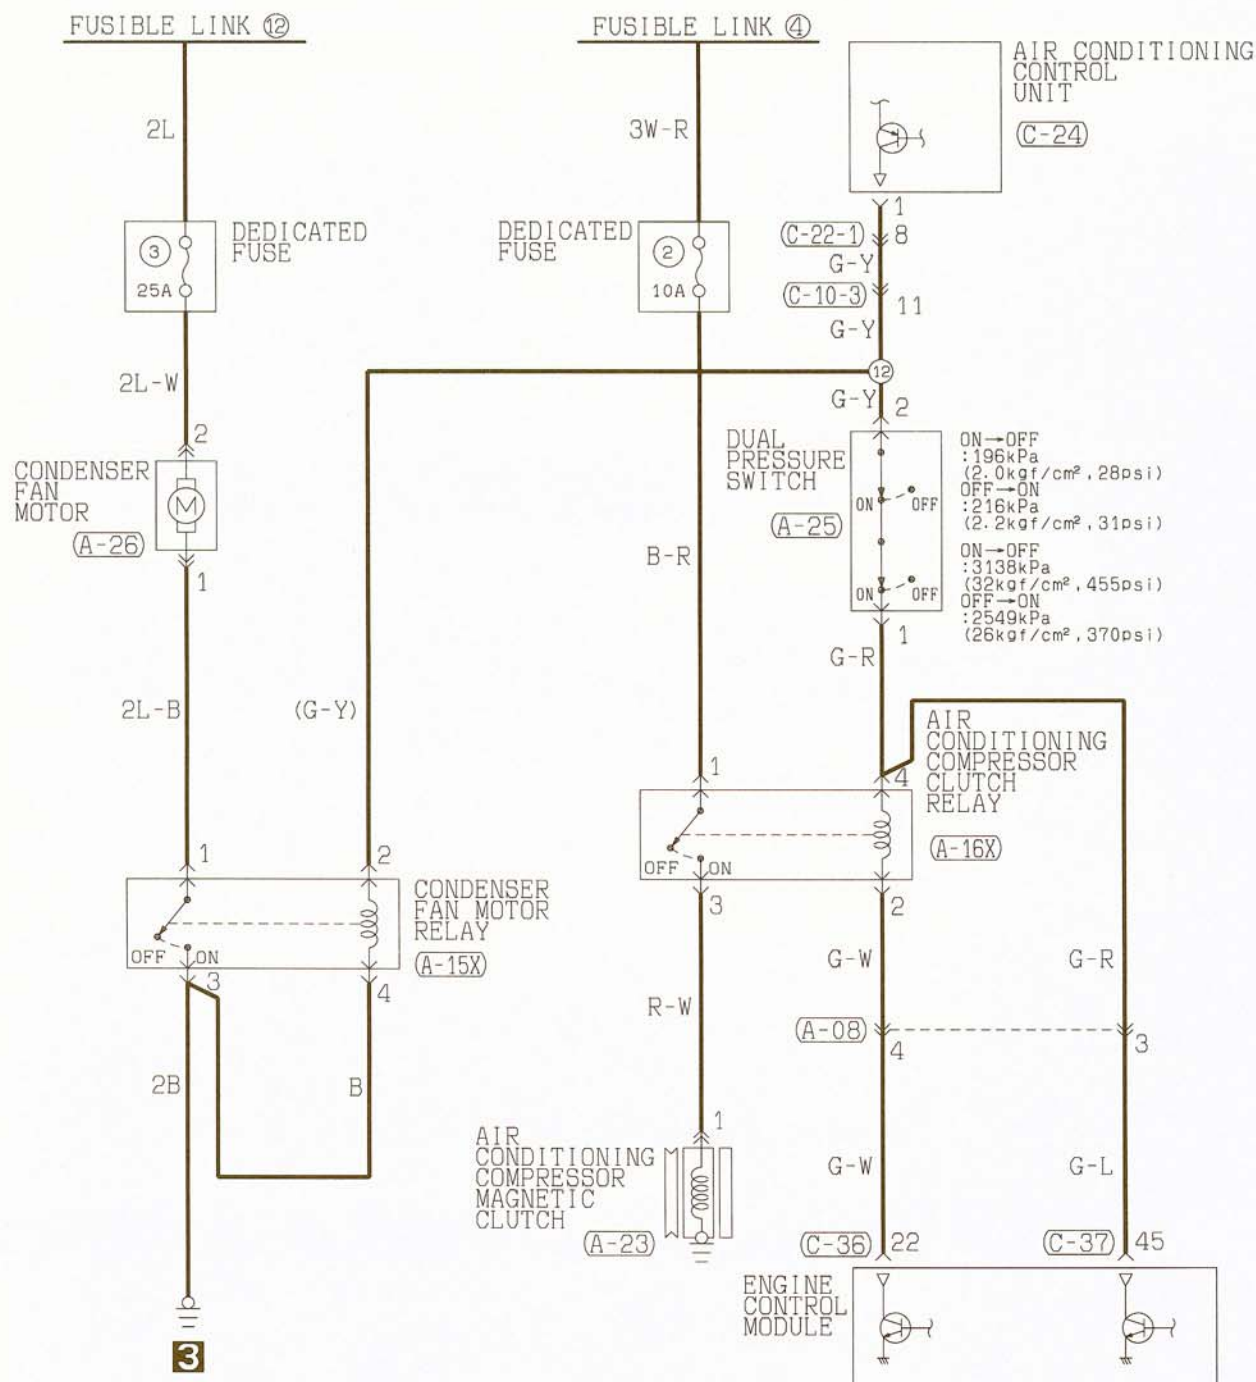 FUSIBLE LINK ⑫
FUSIBLE LINK ④
AIR CONDITIONING
CONTROL
UNIT
(C-24)
2L
3W-R
1
(C-22-1)
8
G-Y
(C-10-3)
11
G-Y
DEDICATED
FUSE
③
25A
DEDICATED
FUSE
②
10A
2L-W
⑫
G-Y
2
2
CONDENSER
FAN
MOTOR
M
(A-26)
1
DUAL
PRESSURE
SWITCH
(A-25)
ON
OFF
ON
OFF
ON→OFF
:196kPa
(2.0kgf/cm²,28psi)
OFF→ON
:216kPa
(2.2kgf/cm²,31psi)
ON→OFF
:3138kPa
(32kgf/cm²,455psi)
OFF→ON
:2549kPa
(26kgf/cm²,370psi)
B-R
1
G-R
2L-B
(G-Y)
1
4
AIR
CONDITIONING
COMPRESSOR
CLUTCH
RELAY
(A-16X)
OFF
ON
3
2
1
2
CONDENSER
FAN MOTOR
RELAY
(A-15X)
OFF
ON
3
4
G-W
G-R
R-W
(A-08)
4
3
2B
B
1
AIR
CONDITIONING
COMPRESSOR
MAGNETIC
CLUTCH
(A-23)
G-W
G-L
(C-36)
22
(C-37)
45
ENGINE
CONTROL
MODULE
3